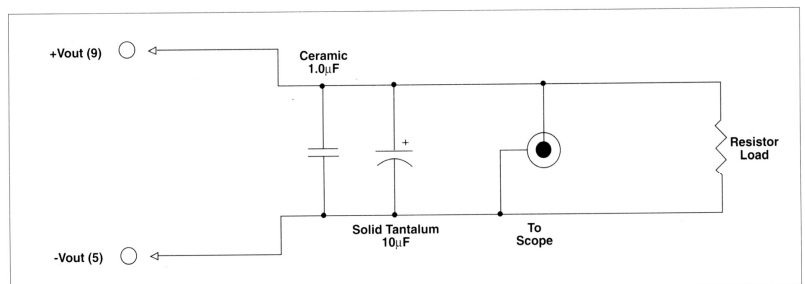 +Vout (9)
Ceramic
1.0µF
+
Resistor
Load
Solid Tantalum
10µF
To
Scope
-Vout (5)